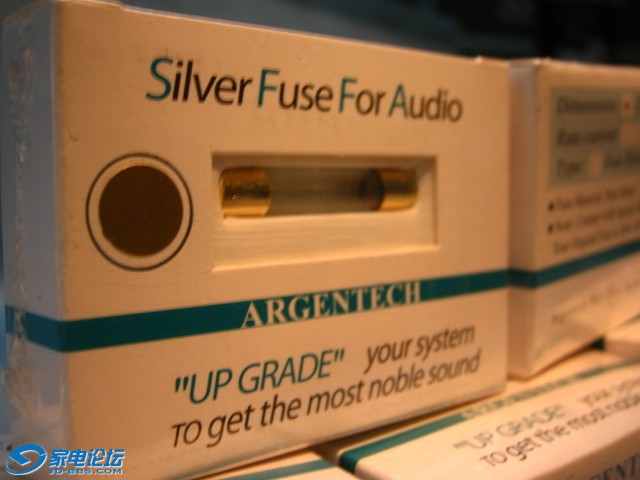 Silver Fuse For Audio
ARGENTECH
"UP GRADE" your system
TO get the most noble sound
Dimensions
Rate current
Type:
"UP GRADE" your
TO get the most noble
家电论坛
JD-BBS.COM